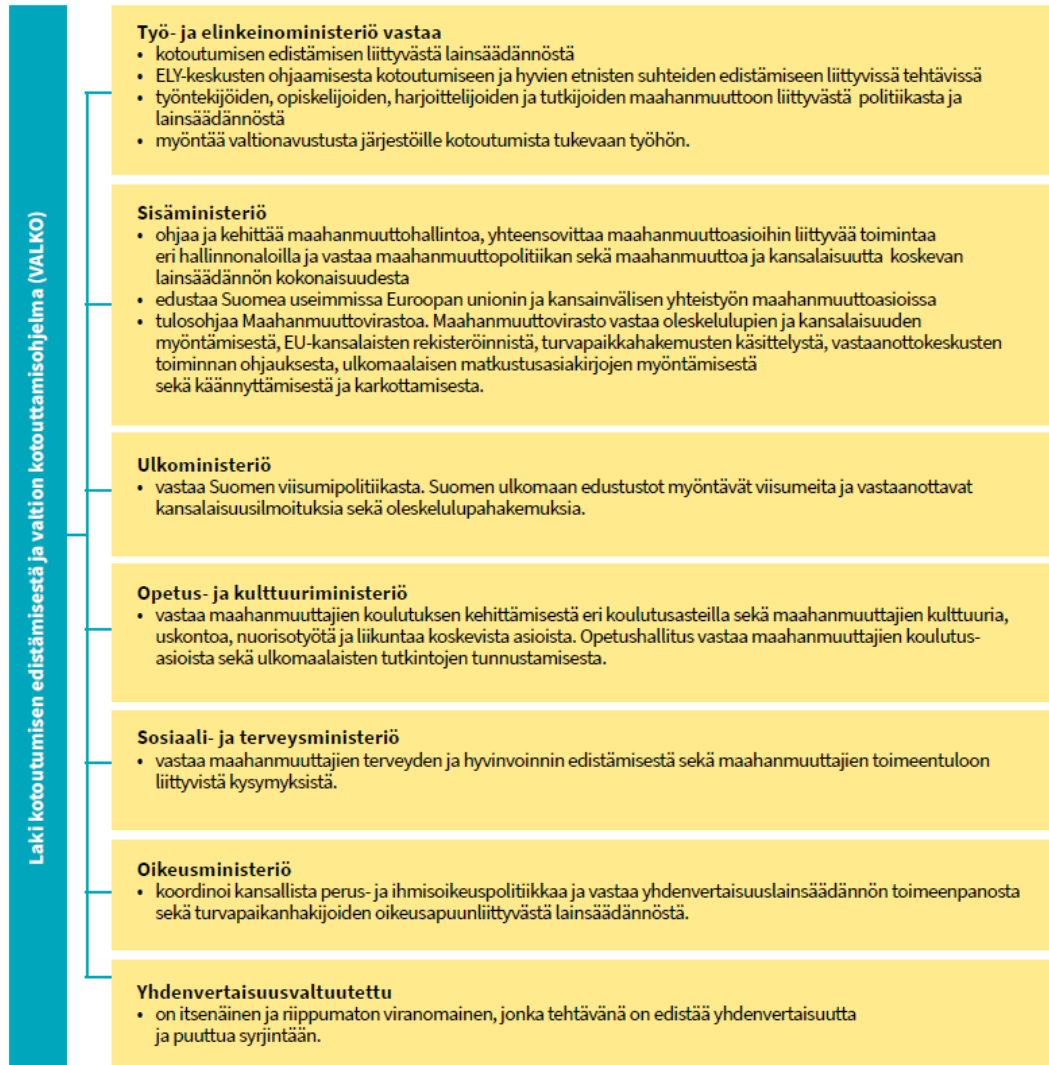 Laki kotoutumisen edistämisestä ja valtion kotouttamisohjelma (VALKO)
Työ- ja elinkeinoministeriö vastaa
• kotoutumisen edistämisen liittyvästä lainsäädännöstä
• ELY-keskusten ohjaamisesta kotoutumiseen ja hyvien etnisten suhteiden edistämiseen liittyvissä tehtävissä
• työntekijöiden, opiskelijoiden, harjoittelijoiden ja tutkijoiden maahanmuuttoon liittyvästä politiikasta ja
lainsäädännöstä
• myöntää valtionavustusta järjestöille kotoutumista tukevaan työhön.
Sisäministeriö
• ohjaa ja kehittää maahanmuuttohallintoa, yhteensovittaa maahanmuuttoasioihin liittyvää toimintaa
eri hallinnonaloilla ja vastaa maahanmuuttopolitiikan sekä maahanmuuttoa ja kansalaisuutta koskevan
lainsäädännön kokonaisuudesta
• edustaa Suomea useimmissa Euroopan unionin ja kansainvälisen yhteistyön maahanmuuttoasioissa
• tulosohjaa Maahanmuuttovirastoa. Maahanmuuttovirasto vastaa oleskelulupien ja kansalaisuuden
myöntämisestä, EU-kansalaisten rekisteröinnistä, turvapaikkahakemusten käsittelystä, vastaanottokeskusten
toiminnan ohjauksesta, ulkomaalaisen matkustusasiakirjojen myöntämisestä
sekä käännyttämisestä ja karkottamisesta.
Ulkoministeriö
• vastaa Suomen viisumipolitiikasta. Suomen ulkomaan edustustot myöntävät viisumeita ja vastaanottavat
kansalaisuusilmoituksia sekä oleskelulupahakemuksia.
Opetus- ja kulttuuriministeriö
• vastaa maahanmuuttajien koulutuksen kehittämisestä eri koulutusasteilla sekä maahanmuuttajien kulttuuria,
uskontoa, nuorisotyötä ja liikuntaa koskevista asioista. Opetushallitus vastaa maahanmuuttajien koulutus-
asioista sekä ulkomaalaisten tutkintojen tunnustamisesta.
Sosiaali- ja terveysministeriö
• vastaa maahanmuuttajien terveyden ja hyvinvoinnin edistämisestä sekä maahanmuuttajien toimeentuloon
liittyvistä kysymyksistä.
Oikeusministeriö
• koordinoi kansallista perus- ja ihmisoikeuspolitiikkaa ja vastaa yhdenvertaisuuslainsäädännön toimeenpanosta
sekä turvapaikanhakijoiden oikeusapuunliittyvästä lainsäädännöstä.
Yhdenvertaisuusvaltuutettu
• on itsenäinen ja riippumaton viranomainen, jonka tehtävänä on edistää yhdenvertaisuutta
ja puuttua syrjintään.